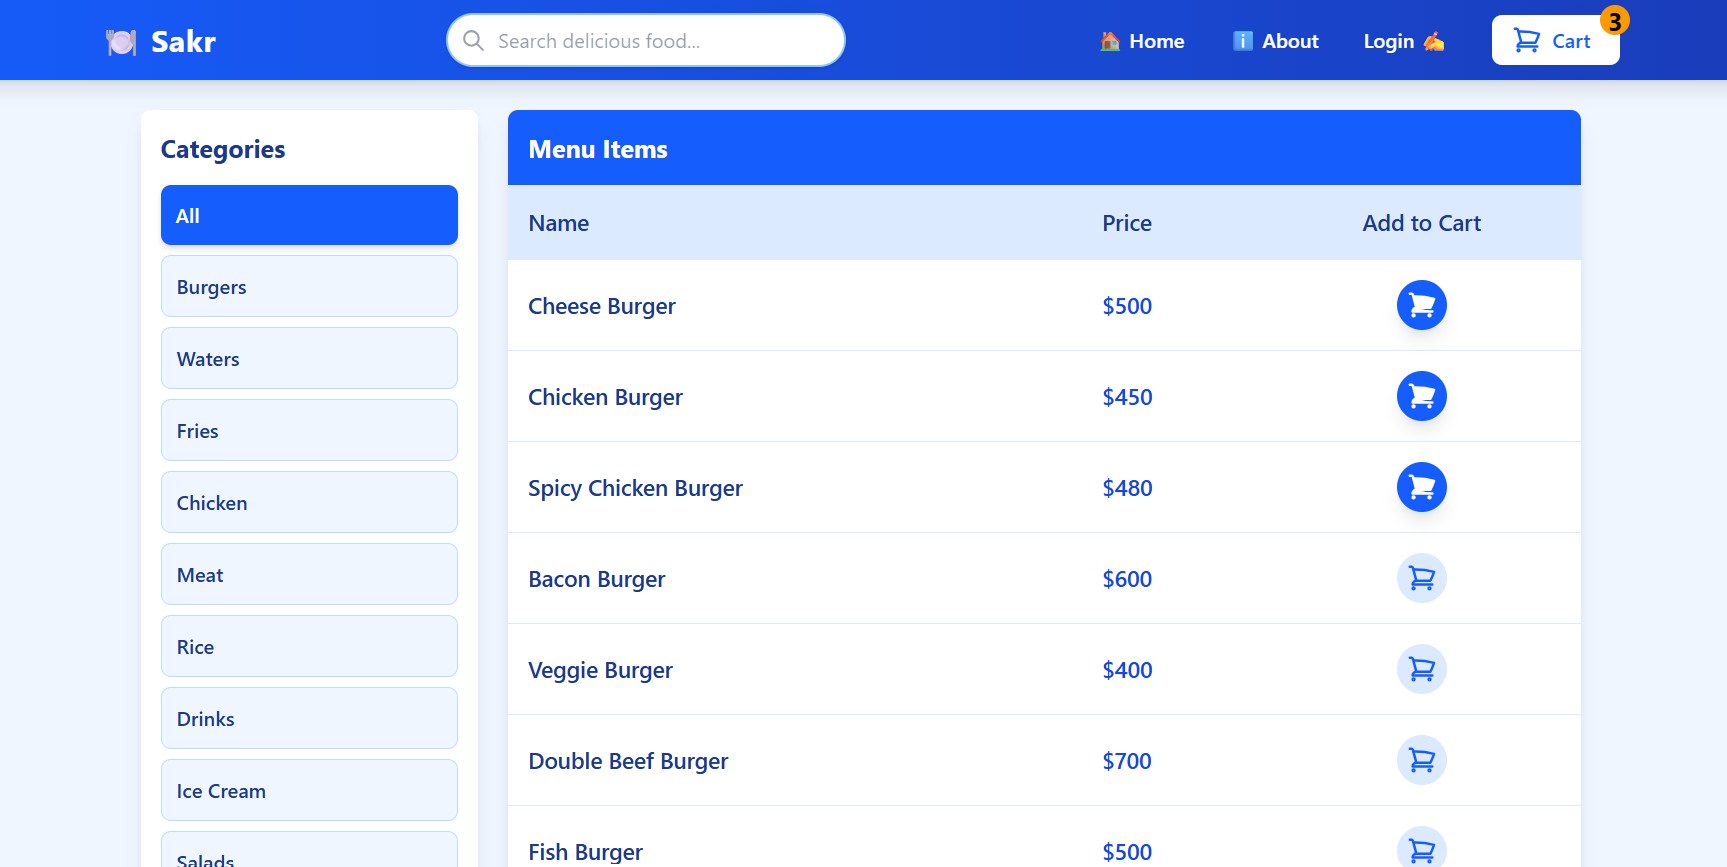 Sakr
Search delicious food...
Home
About
Login
3
Cart
Categories
All
Burgers
Waters
Fries
Chicken
Meat
Rice
Drinks
Ice Cream
Salads
Menu Items
Name Price Add to Cart
Cheese Burger $500
Chicken Burger $450
Spicy Chicken Burger $480
Bacon Burger $600
Veggie Burger $400
Double Beef Burger $700
Fish Burger $500